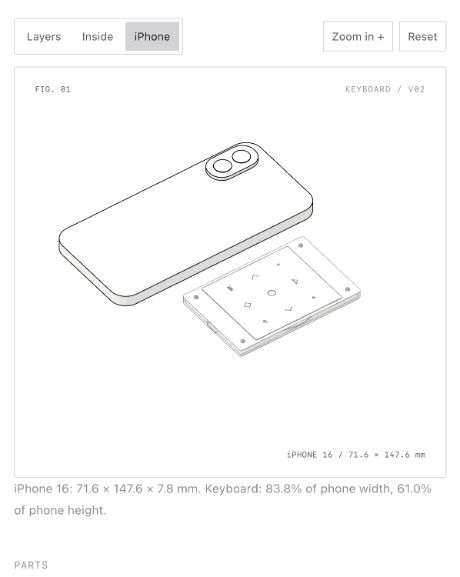 Layers Inside iPhone Zoom in + Reset
FIG. 01 KEYBOARD / V02
iPHONE 16 / 71.6 × 147.6 mm
iPhone 16: 71.6 × 147.6 × 7.8 mm. Keyboard: 83.8% of phone width, 61.0%
of phone height.
PARTS